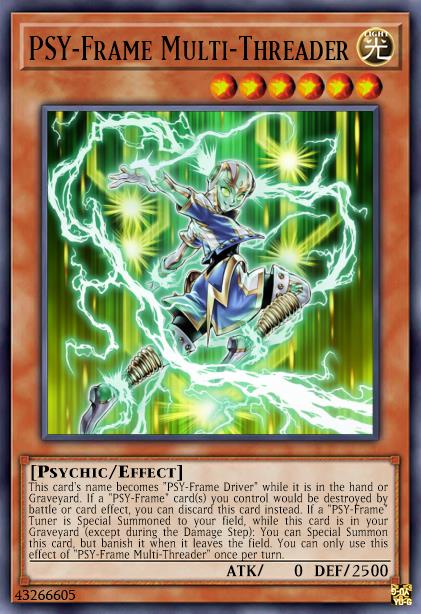 PSY-Frame Multi-Threader
LIGHT
光
[Psychic/Effect]
This card's name becomes "PSY-Frame Driver" while it is in the hand or
Graveyard. If a "PSY-Frame" card(s) you control would be destroyed by
battle or card effect, you can discard this card instead. If a "PSY-Frame"
Tuner is Special Summoned to your field, while this card is in your
Graveyard (except during the Damage Step): You can Special Summon
this card, but banish it when it leaves the field. You can only use this
effect of "PSY-Frame Multi-Threader" once per turn.
ATK/ 0 DEF/2500
43266605